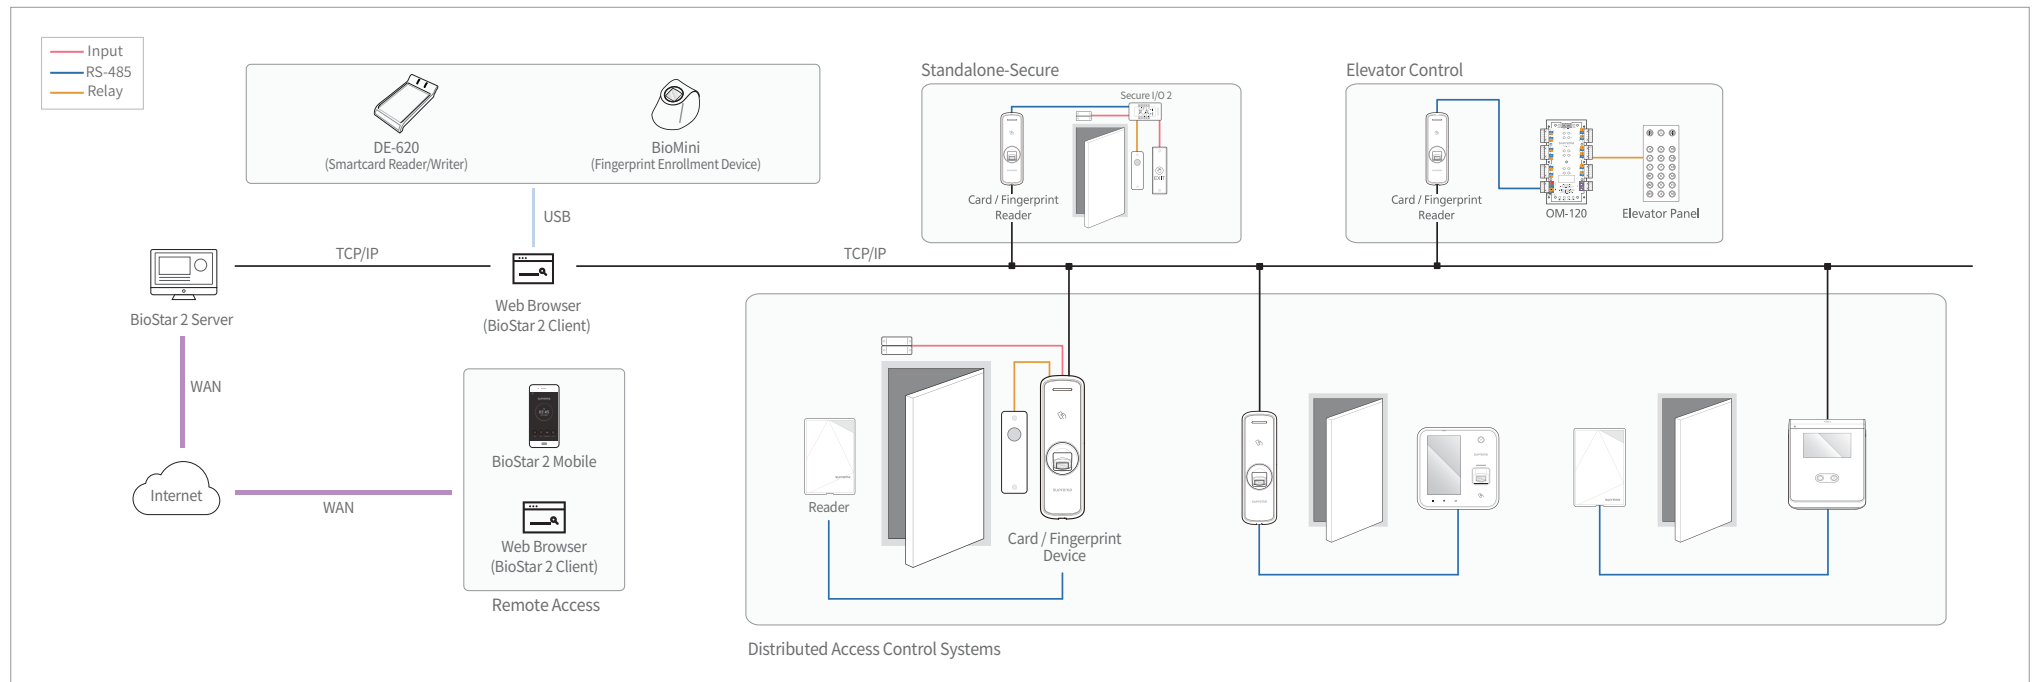 Input
RS-485
Relay
DE-620
(Smartcard Reader/Writer)
BioMini
(Fingerprint Enrollment Device)
USB
Standalone-Secure
Secure I/O 2
EXIT
Card / Fingerprint
Reader
Elevator Control
Card / Fingerprint
Reader
OM-120
Elevator Panel
TCP/IP
TCP/IP
BioStar 2 Server
Web Browser
(BioStar 2 Client)
WAN
Internet
WAN
BioStar 2 Mobile
Web Browser
(BioStar 2 Client)
Remote Access
Reader
Card / Fingerprint
Device
Distributed Access Control Systems